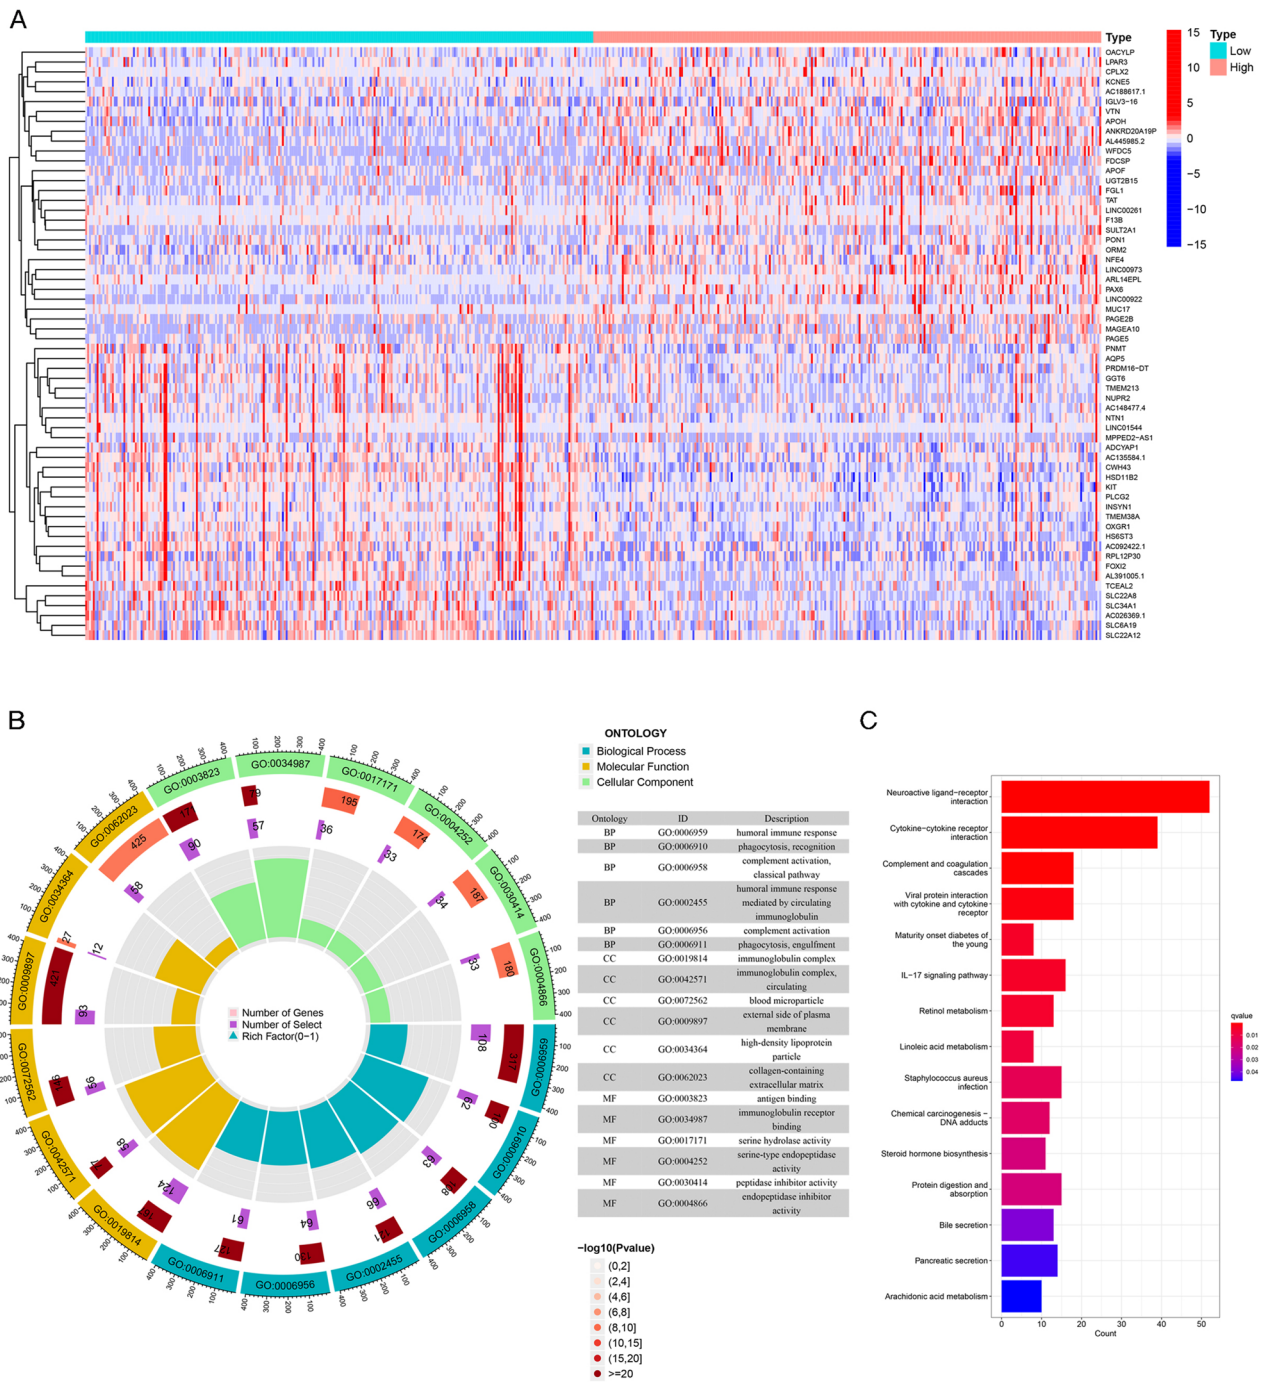 A
Type
OACYLP
LPAR3
CPLX2
KCNE5
AC188617.1
IGLV3−16
VTN
APOH
ANKRD20A19P
AL445985.2
WFDC5
FDCSP
APOF
UGT2B15
FGL1
TAT
LINC00261
F13B
SULT2A1
PON1
ORM2
NFE4
LINC00973
ARL14EPL
PAX6
LINC00922
MUC17
PAGE2B
MAGEA10
PAGE5
PNMT
AQP5
PRDM16−DT
GGT6
TMEM213
NUPR2
AC148477.4
NTN1
LINC01544
MPPED2−AS1
ADCYAP1
AC135584.1
CWH43
HSD11B2
KIT
PLCG2
INSYN1
TMEM38A
OXGR1
HS6ST3
AC092422.1
RPL12P30
FOXI2
AL391005.1
TCEAL2
SLC22A8
SLC34A1
AC026369.1
SLC6A19
SLC22A12
15
10
5
0
−5
−10
−15
Type
Low
High
B
GO:0034987
GO:0017171
GO:0004252
GO:0030414
GO:0004866
GO:0006959
GO:0006910
GO:0006958
GO:0002455
GO:0006956
GO:0006911
GO:0019814
GO:0042571
GO:0072562
GO:0009897
GO:0034364
GO:0062023
GO:0003823
79
195
174
187
180
317
100
130
137
167
421
27
425
57
36
33
34
33
108
62
63
66
64
61
124
68
56
93
12
58
90
Number of Genes
Number of Select
Rich Factor(0−1)
ONTOLOGY
Biological Process
Molecular Function
Cellular Component
Ontology ID Description
BP GO:0006959 humoral immune response
BP GO:0006910 phagocytosis, recognition
BP GO:0006958 complement activation,
classical pathway
BP GO:0002455 humoral immune response
mediated by circulating
immunoglobulin
BP GO:0006956 complement activation
BP GO:0006911 phagocytosis, engulfment
CC GO:0019814 immunoglobulin complex
CC GO:0042571 immunoglobulin complex,
circulating
CC GO:0072562 blood microparticle
CC GO:0009897 external side of plasma
membrane
CC GO:0034364 high-density lipoprotein
particle
CC GO:0062023 collagen-containing
extracellular matrix
MF GO:0003823 antigen binding
MF GO:0034987 immunoglobulin receptor
binding
MF GO:0017171 serine hydrolase activity
MF GO:0004252 serine-type endopeptidase
activity
MF GO:0030414 peptidase inhibitor activity
MF GO:0004866 endopeptidase inhibitor
activity
−log10(Pvalue)
(0,2]
(2,4]
(4,6]
(6,8]
(8,10]
(10,15]
(15,20]
>=20
C
Neuroactive ligand−receptor
interaction
Cytokine−cytokine receptor
interaction
Complement and coagulation
cascades
Viral protein interaction
with cytokine and cytokine
receptor
Maturity onset diabetes of
the young
IL−17 signaling pathway
Retinol metabolism
Linoleic acid metabolism
Staphylococcus aureus
infection
Chemical carcinogenesis −
DNA adducts
Steroid hormone biosynthesis
Protein digestion and
absorption
Bile secretion
Pancreatic secretion
Arachidonic acid metabolism
0 10 20 30 40 50
Count
qvalue
0.01
0.02
0.03
0.04